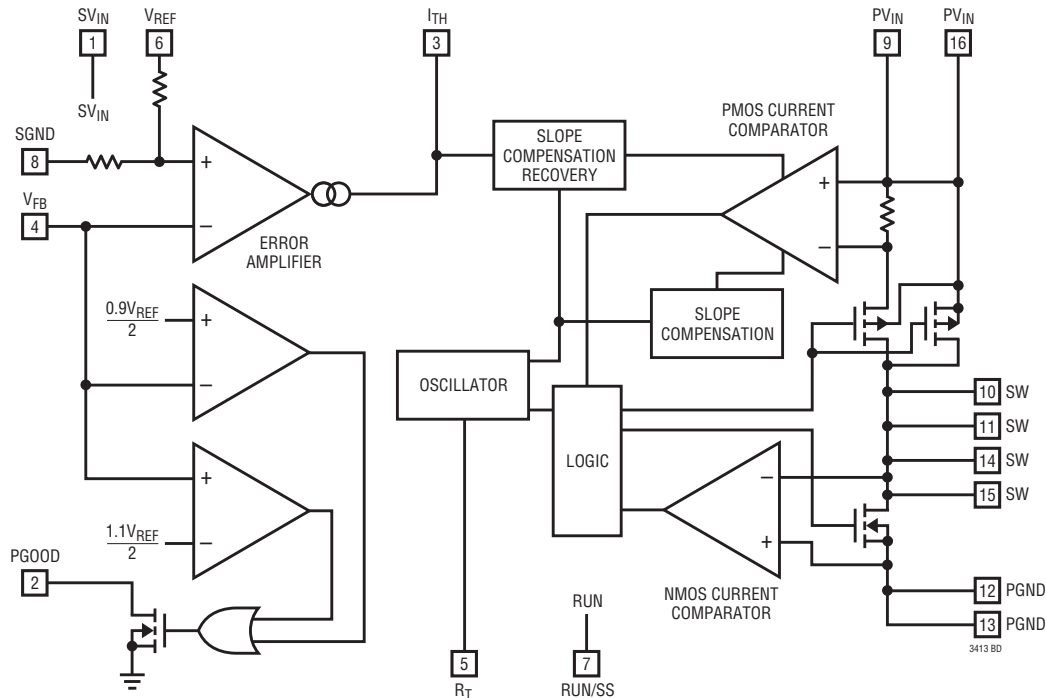 SVIN
1
SVIN
VREF
6
ITH
3
PVIN
9
PVIN
16
SGND
8
VFB
4
+
–
ERROR
AMPLIFIER
SLOPE
COMPENSATION
RECOVERY
PMOS CURRENT
COMPARATOR
+
–
0.9VREF
2
+
–
SLOPE
COMPENSATION
OSCILLATOR
LOGIC
10 SW
11 SW
14 SW
15 SW
+
–
1.1VREF
2
–
+
NMOS CURRENT
COMPARATOR
PGOOD
2
12 PGND
13 PGND
3413 BD
5
RT
RUN
7
RUN/SS